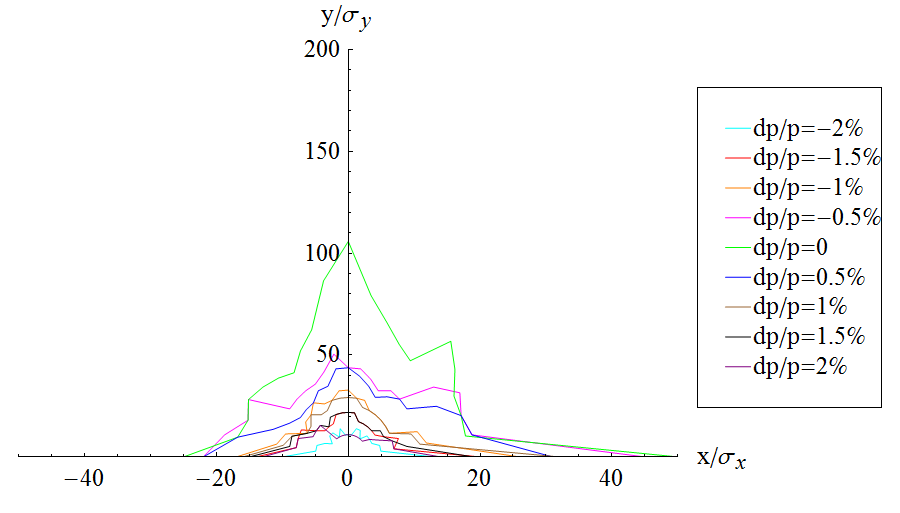 y/σy
200
150
100
50
−40
−20
0
20
40
x/σx
dp/p=−2%
dp/p=−1.5%
dp/p=−1%
dp/p=−0.5%
dp/p=0
dp/p=0.5%
dp/p=1%
dp/p=1.5%
dp/p=2%